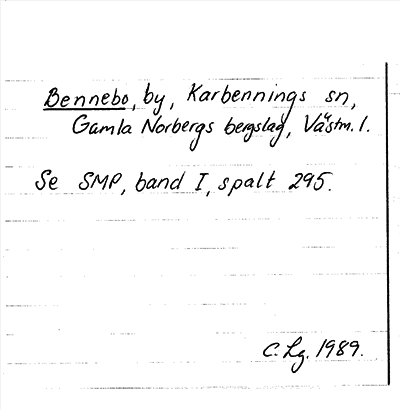 Bennebo, by, Karbennings sn,
Gamla Norbergs bergslag, Västm. l.
Se SMP, band I, spalt 295.
C. Lg. 1989.